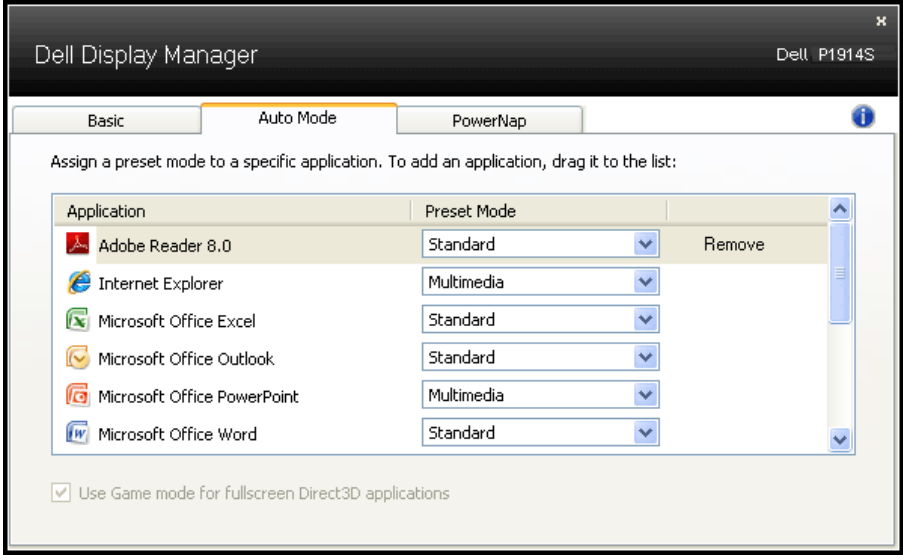 Dell Display Manager
Dell P1914S
Basic Auto Mode PowerNap
Assign a preset mode to a specific application. To add an application, drag it to the list:
Application Preset Mode
Adobe Reader 8.0 Standard Remove
Internet Explorer Multimedia
Microsoft Office Excel Standard
Microsoft Office Outlook Standard
Microsoft Office PowerPoint Multimedia
Microsoft Office Word Standard
Use Game mode for fullscreen Direct3D applications